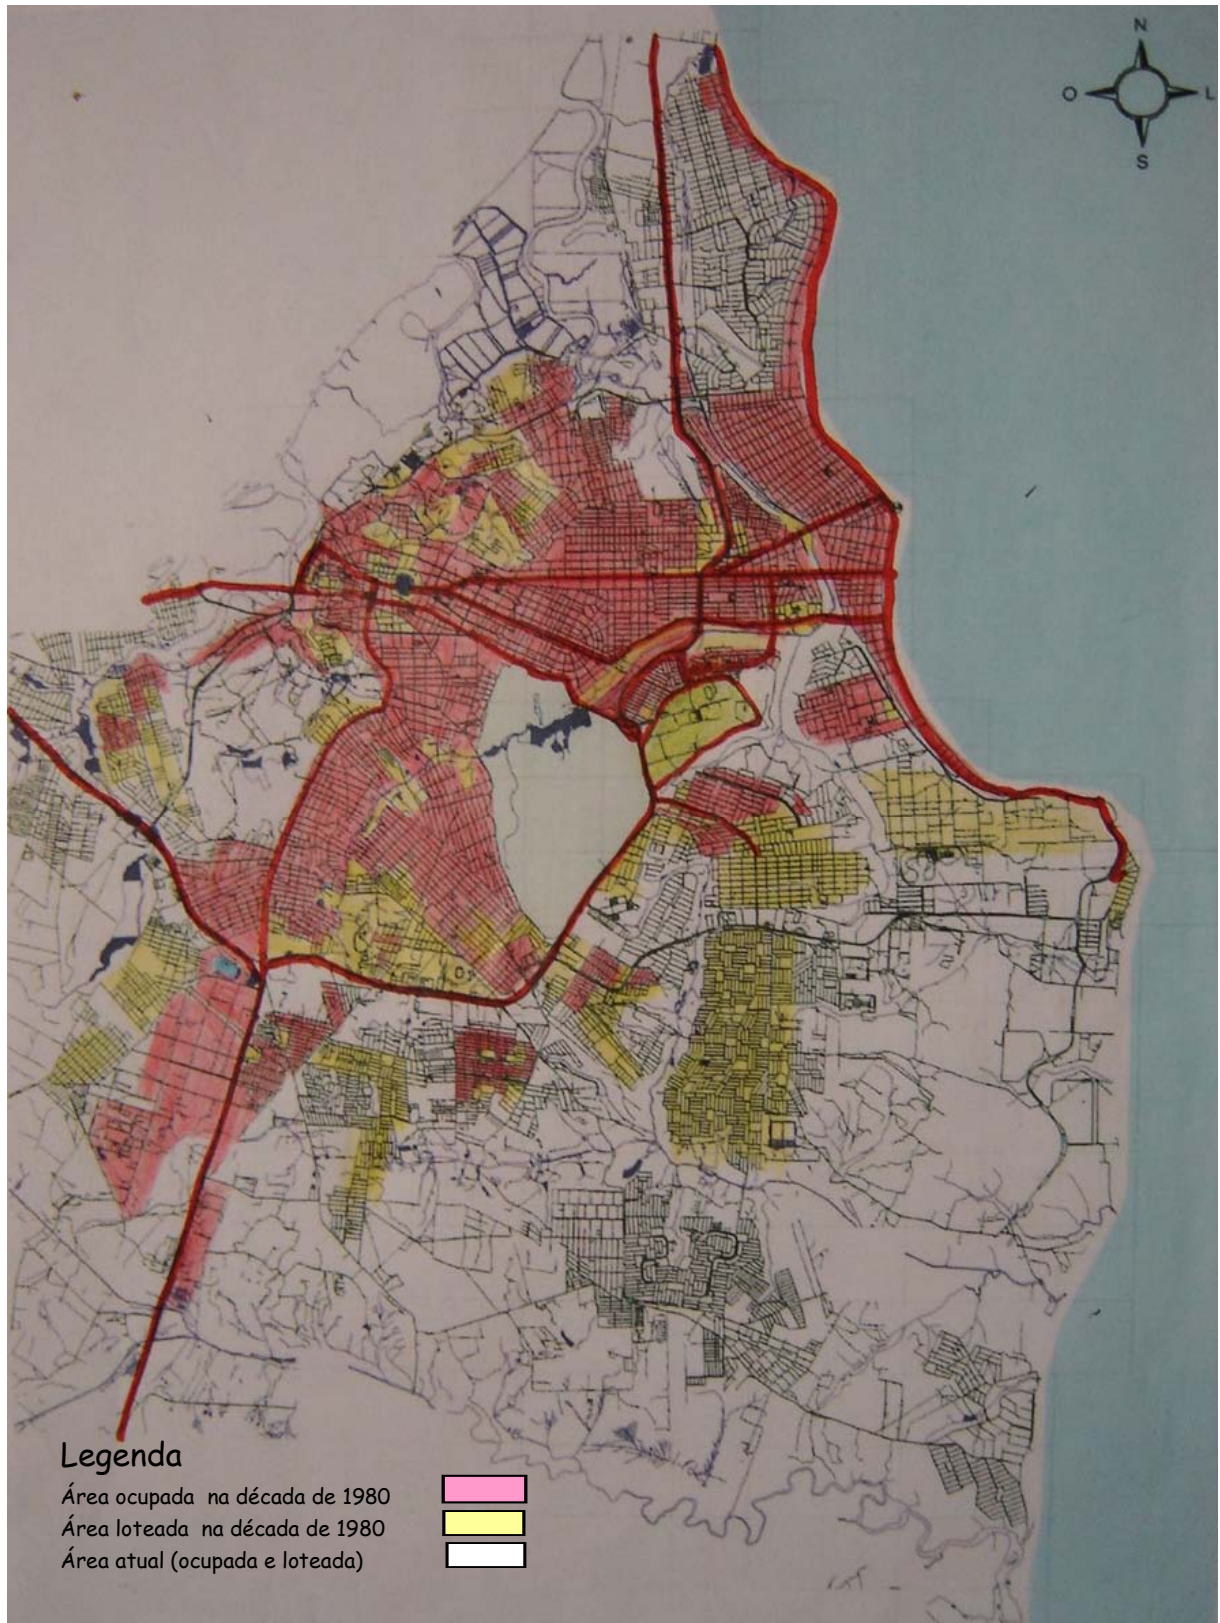 N
O L
S
Legenda
Área ocupada na década de 1980
Área loteada na década de 1980
Área atual (ocupada e loteada)